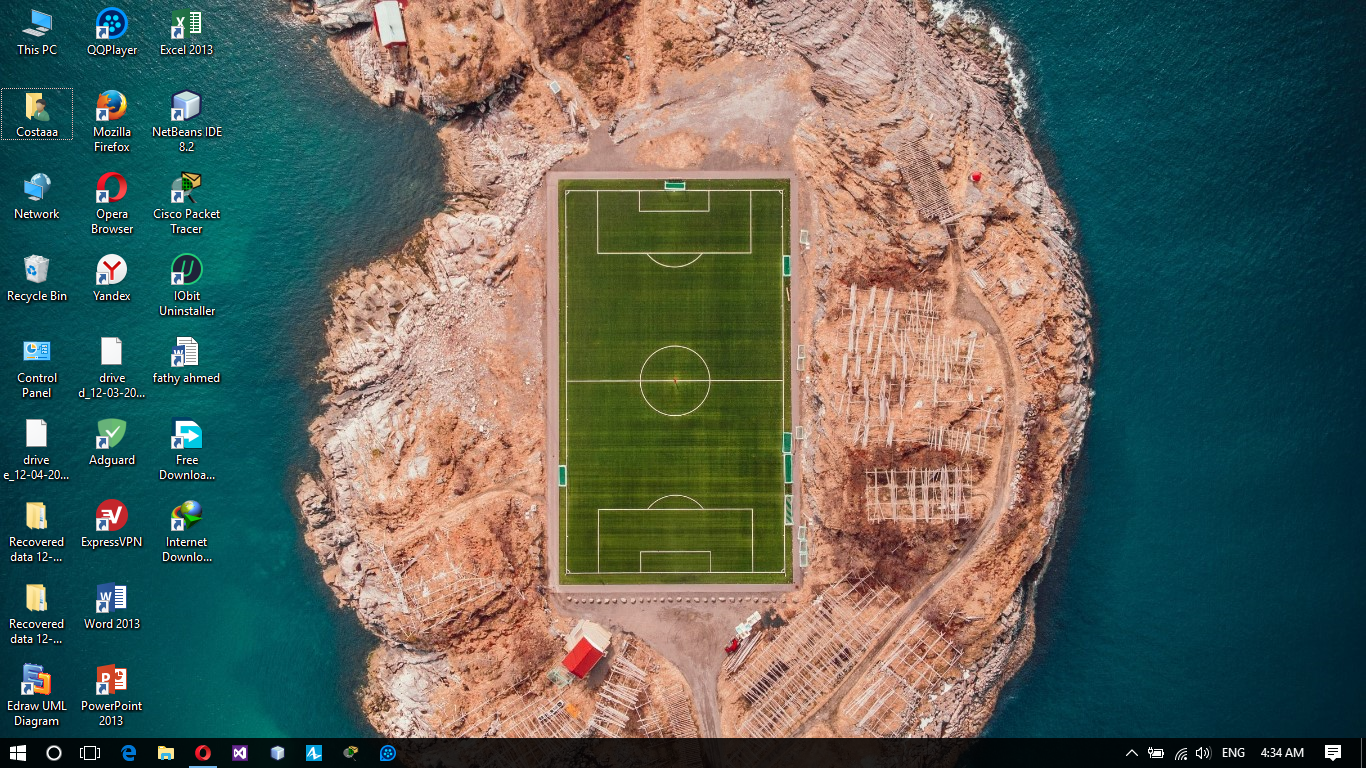 This PC
QQPlayer
Excel 2013
Costaaa
Mozilla
Firefox
NetBeans IDE
8.2
Network
Opera
Browser
Cisco Packet
Tracer
Recycle Bin
Yandex
IObit
Uninstaller
Control
Panel
drive
d_12-03-20...
fathy ahmed
drive
e_12-04-20...
Adguard
Free
Downloa...
Recovered
data 12-...
ExpressVPN
Internet
Downlo...
Recovered
data 12-...
Word 2013
Edraw UML
Diagram
PowerPoint
2013
ENG
4:34 AM